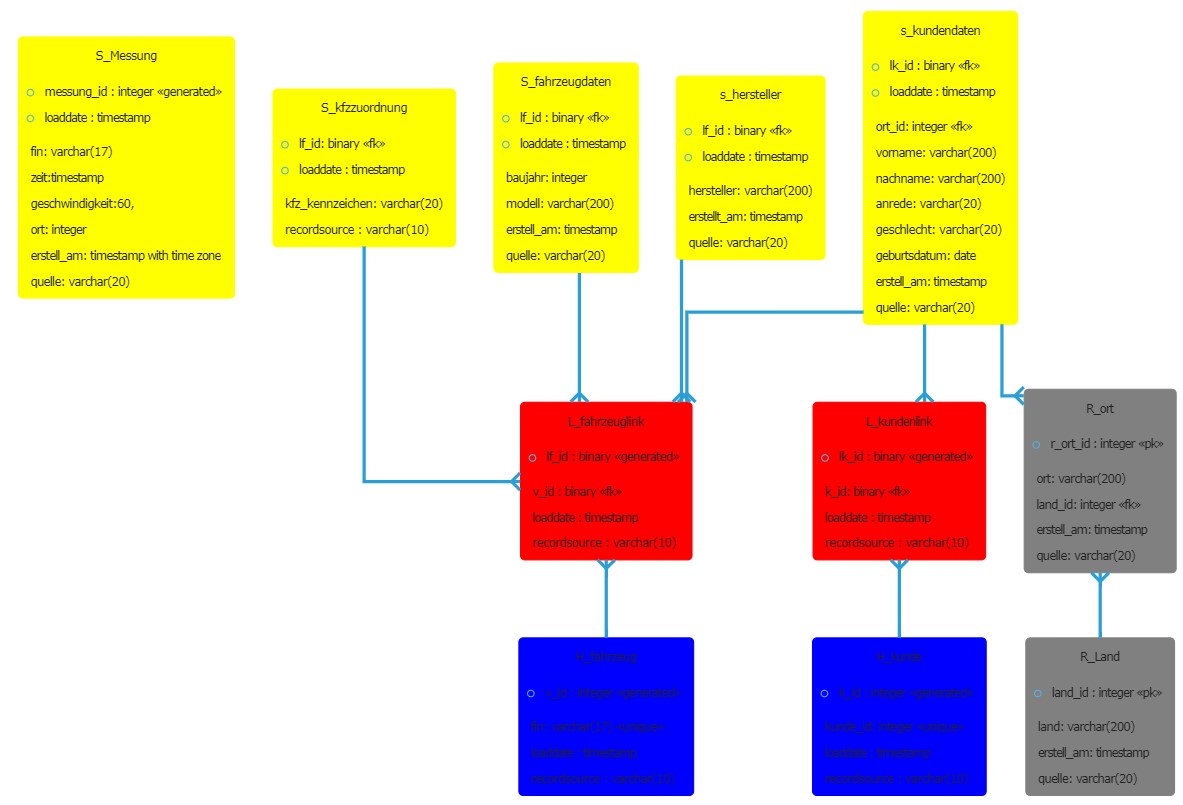 S_Messung
messung_id : integer «generated»
loaddate : timestamp
fin: varchar(17)
zeit:timestamp
geschwindigkeit:60,
ort: integer
erstell_am: timestamp with time zone
quelle: varchar(20)
S_kfzzuordnung
lf_id: binary «fk»
loaddate : timestamp
kfz_kennzeichen: varchar(20)
recordsource : varchar(10)
S_fahrzeugdaten
lf_id : binary «fk»
loaddate : timestamp
baujahr: integer
modell: varchar(200)
erstell_am: timestamp
quelle: varchar(20)
s_hersteller
lf_id : binary «fk»
loaddate : timestamp
hersteller: varchar(200)
erstellt_am: timestamp
quelle: varchar(20)
s_kundendaten
lk_id : binary «fk»
loaddate : timestamp
ort_id: integer «fk»
vorname: varchar(200)
nachname: varchar(200)
anrede: varchar(20)
geschlecht: varchar(20)
geburtsdatum: date
erstell_am: timestamp
quelle: varchar(20)
L_fahrzeuglink
lf_id : binary «generated»
v_id : binary «fk»
loaddate : timestamp
recordsource : varchar(10)
L_kundenlink
lk_id : binary «generated»
k_id: binary «fk»
loaddate : timestamp
recordsource : varchar(10)
R_ort
r_ort_id : integer «pk»
ort: varchar(200)
land_id: integer «fk»
erstell_am: timestamp
quelle: varchar(20)
H_fahrzeug
v_id : integer «generated»
fin: varchar(17) «unique»
loaddate : timestamp
recordsource : varchar(10)
H_kunde
k_id : integer «generated»
kunde_id integer «unique»
loaddate : timestamp
recordsource : varchar(10)
R_Land
land_id : integer «pk»
land: varchar(200)
erstell_am: timestamp
quelle: varchar(20)